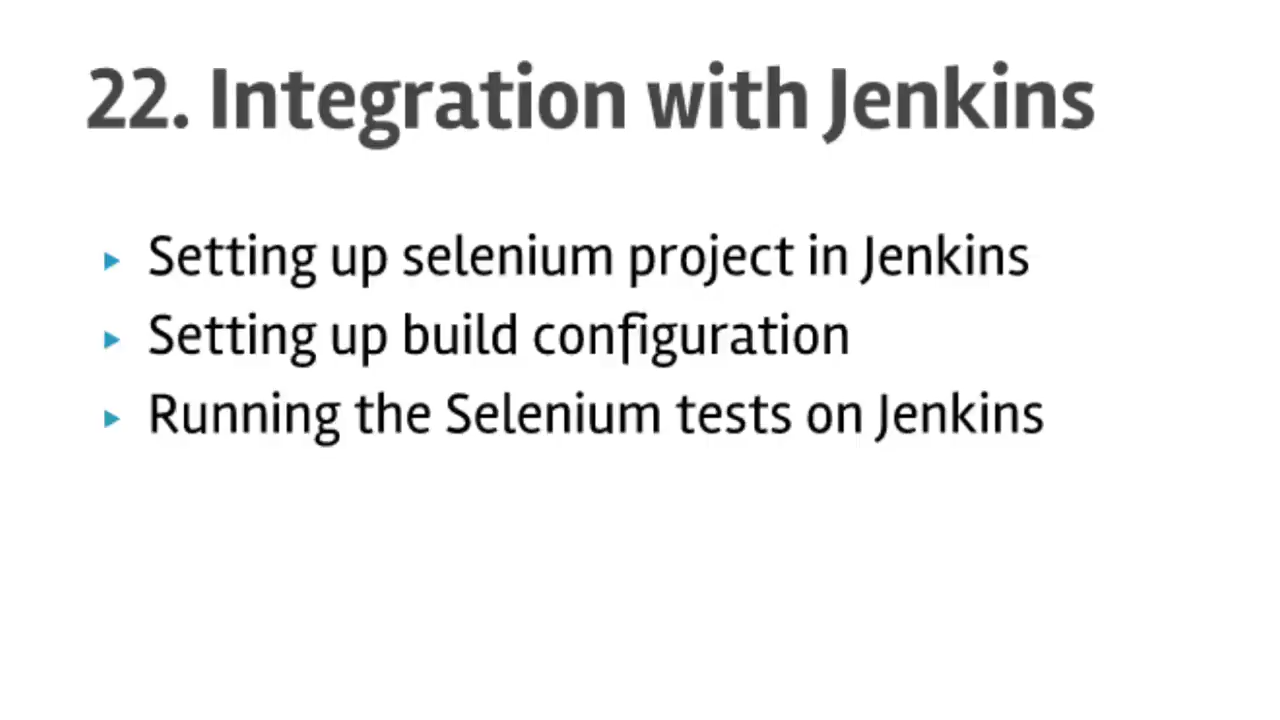 22. Integration with Jenkins
Setting up selenium project in Jenkins
Setting up build configuration
Running the Selenium tests on Jenkins